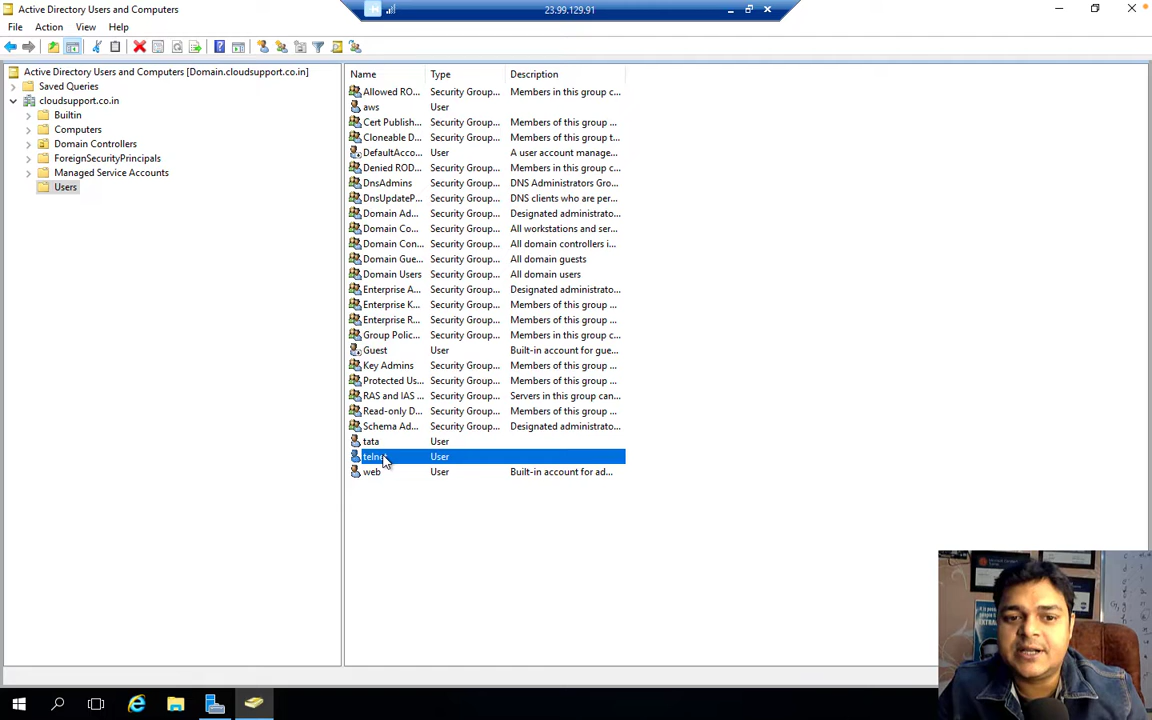 Active Directory Users and Computers
23.99.129.91
File Action View Help
Active Directory Users and Computers [Domain.cloudsupport.co.in]
Saved Queries
cloudsupport.co.in
Builtin
Computers
Domain Controllers
ForeignSecurityPrincipals
Managed Service Accounts
Users
Name Type Description
Allowed RO... Security Group... Members in this group c...
aws User
Cert Publish... Security Group... Members of this group ...
Cloneable D... Security Group... Members of this group t...
DefaultAcco... User A user account manage...
Denied ROD... Security Group... Members in this group c...
DnsAdmins Security Group... DNS Administrators Gro...
DnsUpdateP... Security Group... DNS clients who are per...
Domain Ad... Security Group... Designated administrato...
Domain Co... Security Group... All workstations and ser...
Domain Con... Security Group... All domain controllers i...
Domain Gue... Security Group... All domain guests
Domain Users Security Group... All domain users
Enterprise A... Security Group... Designated administrato...
Enterprise K... Security Group... Members of this group ...
Enterprise R... Security Group... Members of this group ...
Group Polic... Security Group... Members in this group c...
Guest User Built-in account for gue...
Key Admins Security Group... Members of this group ...
Protected Us... Security Group... Members of this group ...
RAS and IAS ... Security Group... Servers in this group can...
Read-only D... Security Group... Members of this group ...
Schema Ad... Security Group... Designated administrato...
tata User
telnet User
web User Built-in account for ad...